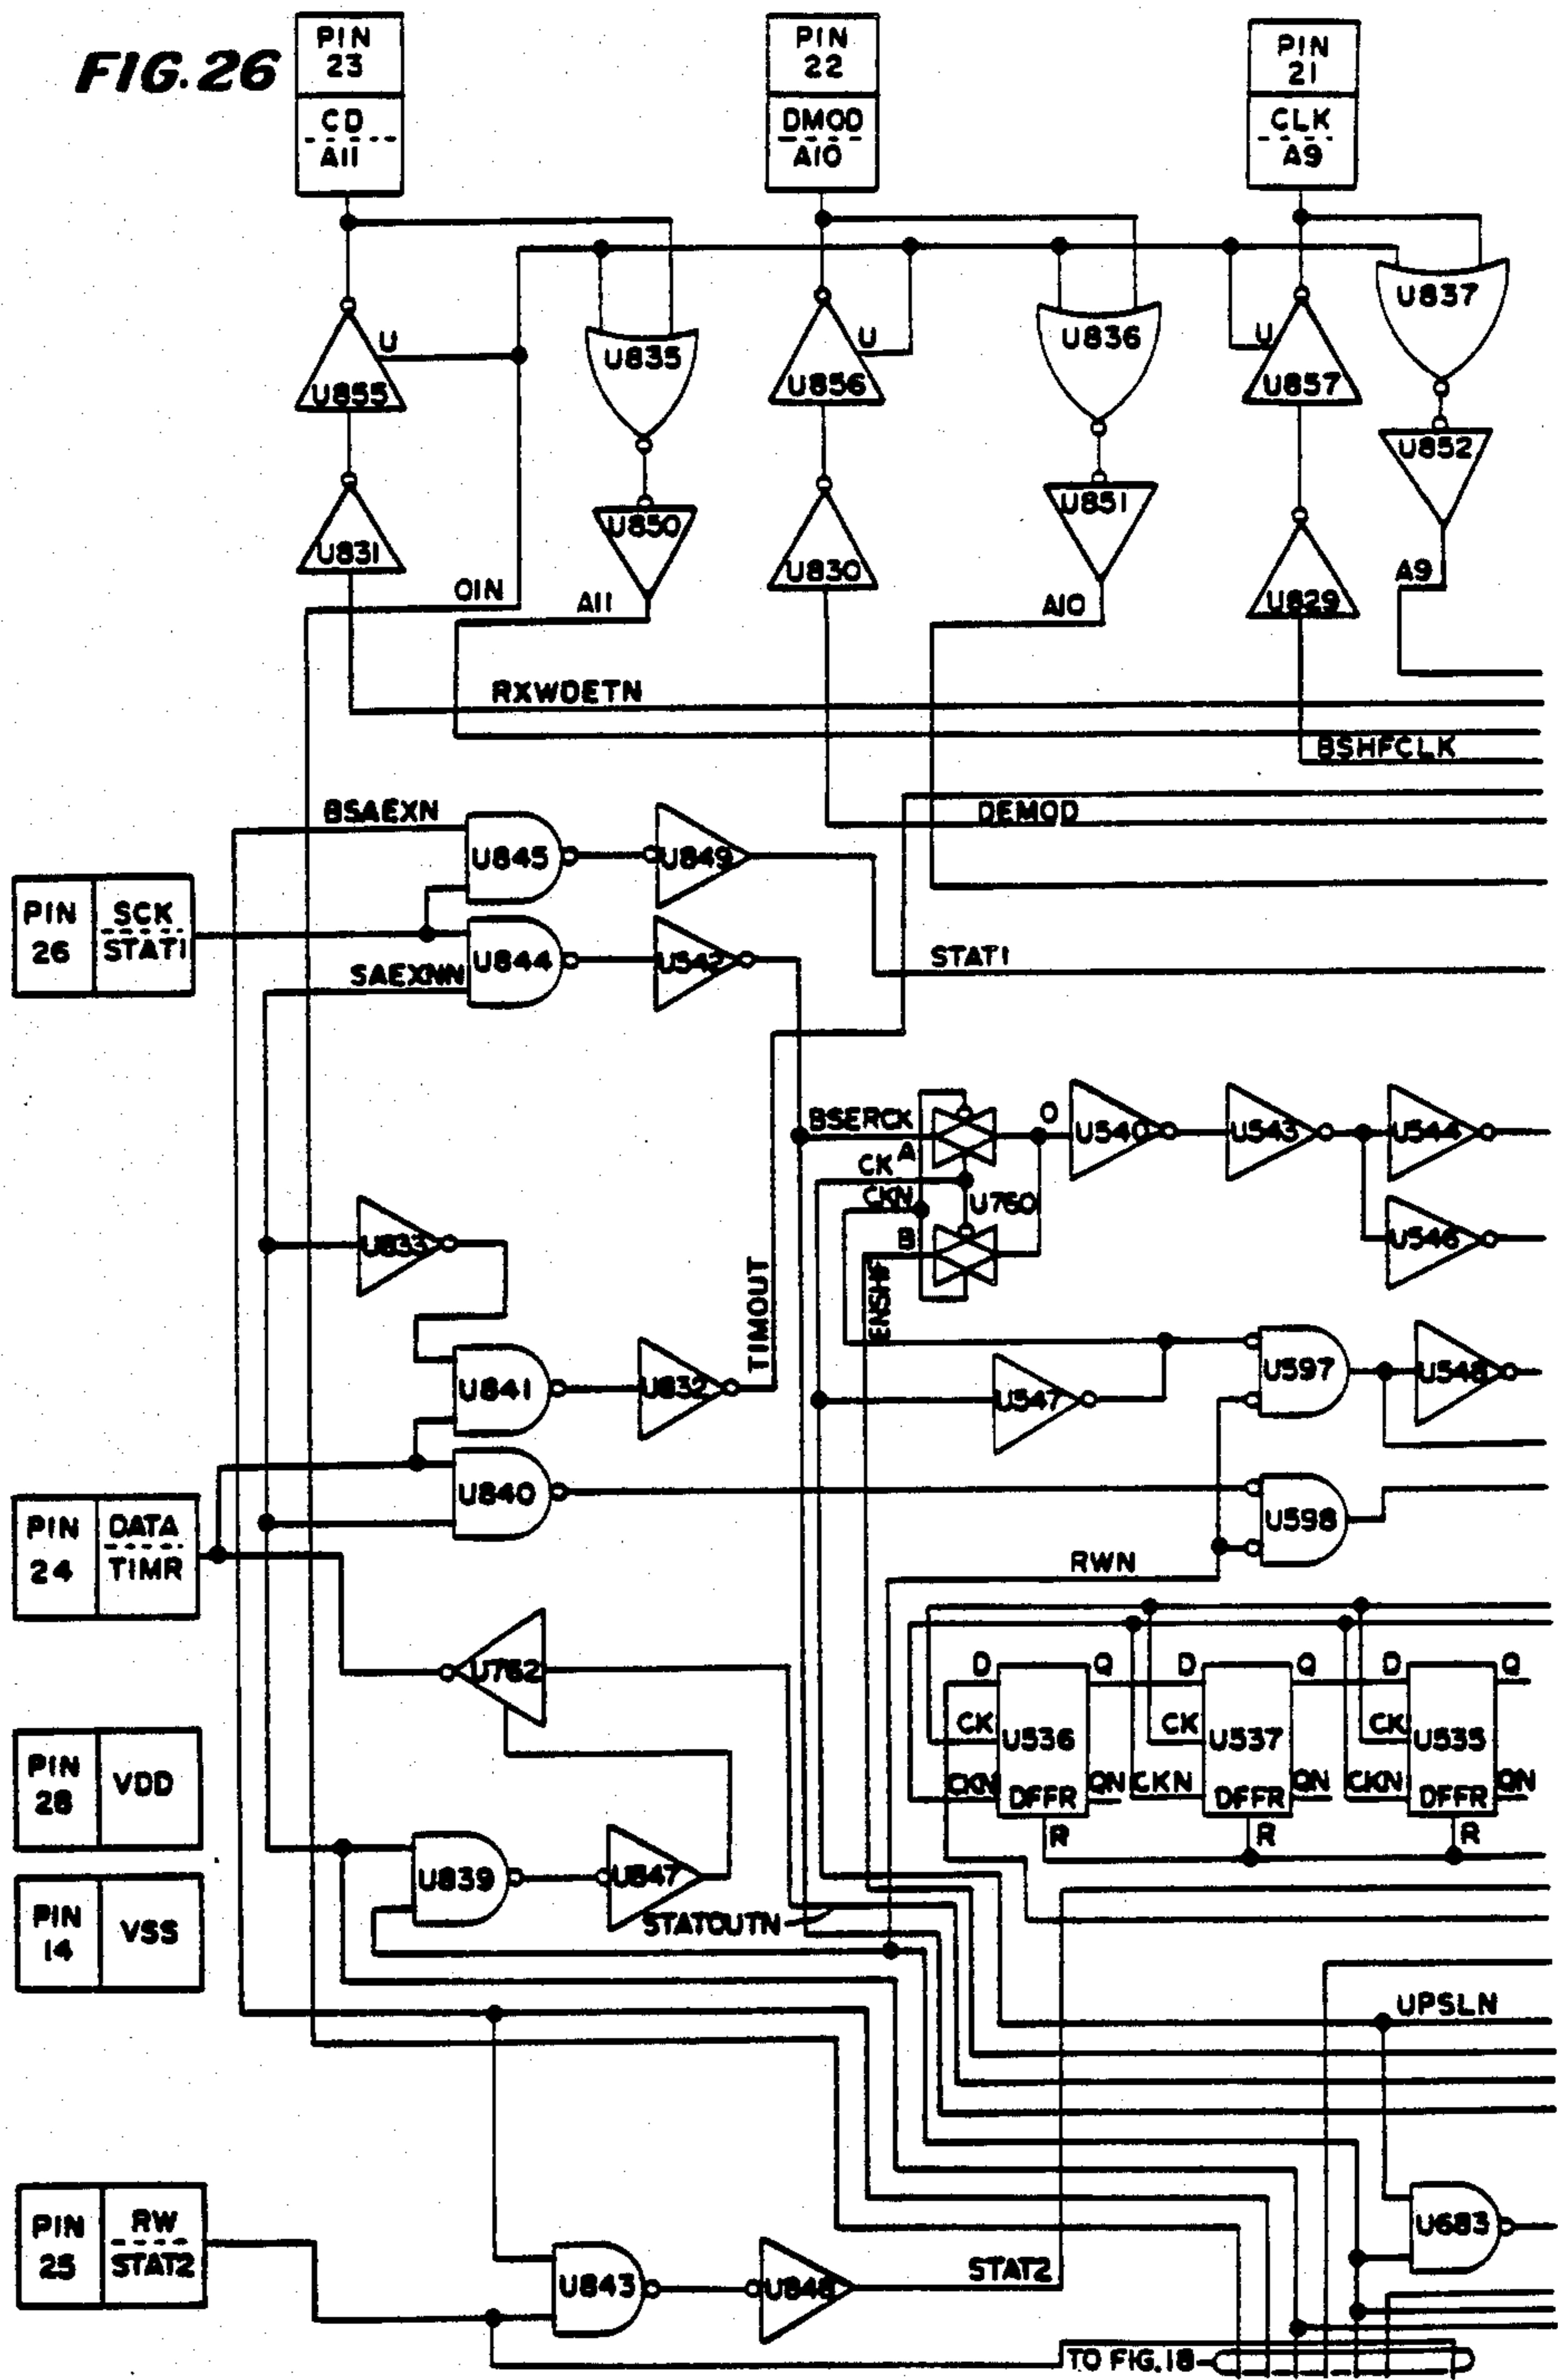 FIG.26
PIN
23
CD
A11
PIN
22
DMOD
A10
PIN
21
CLK
A9
U855
U
U835
U856
U
U836
U857
U
U837
U831
U850
U830
U851
U829
U852
OIN
A11
A10
A9
RXWDETN
BSHFCLK
DEMOD
BSAEXN
U845
U849
PIN
26
SCK
STAT1
U844
U542
SAEXNN
STAT1
BSERCK
A
O
U540
U543
U544
CK
CKN
U760
B
U546
ENSHF
U833
TIMOUT
U841
U832
U547
U597
U548
U840
U598
PIN
24
DATA
TIMR
RWN
U762
D
Q
D
Q
D
Q
CK
U536
CK
U537
CK
U535
CKN
DFFR
QN
CKN
DFFR
QN
CKN
DFFR
QN
R
R
R
PIN
28
VDD
U839
U847
PIN
14
VSS
STATOUTN
UPSLN
PIN
25
RW
STAT2
U843
U848
STAT2
U683
TO FIG.18